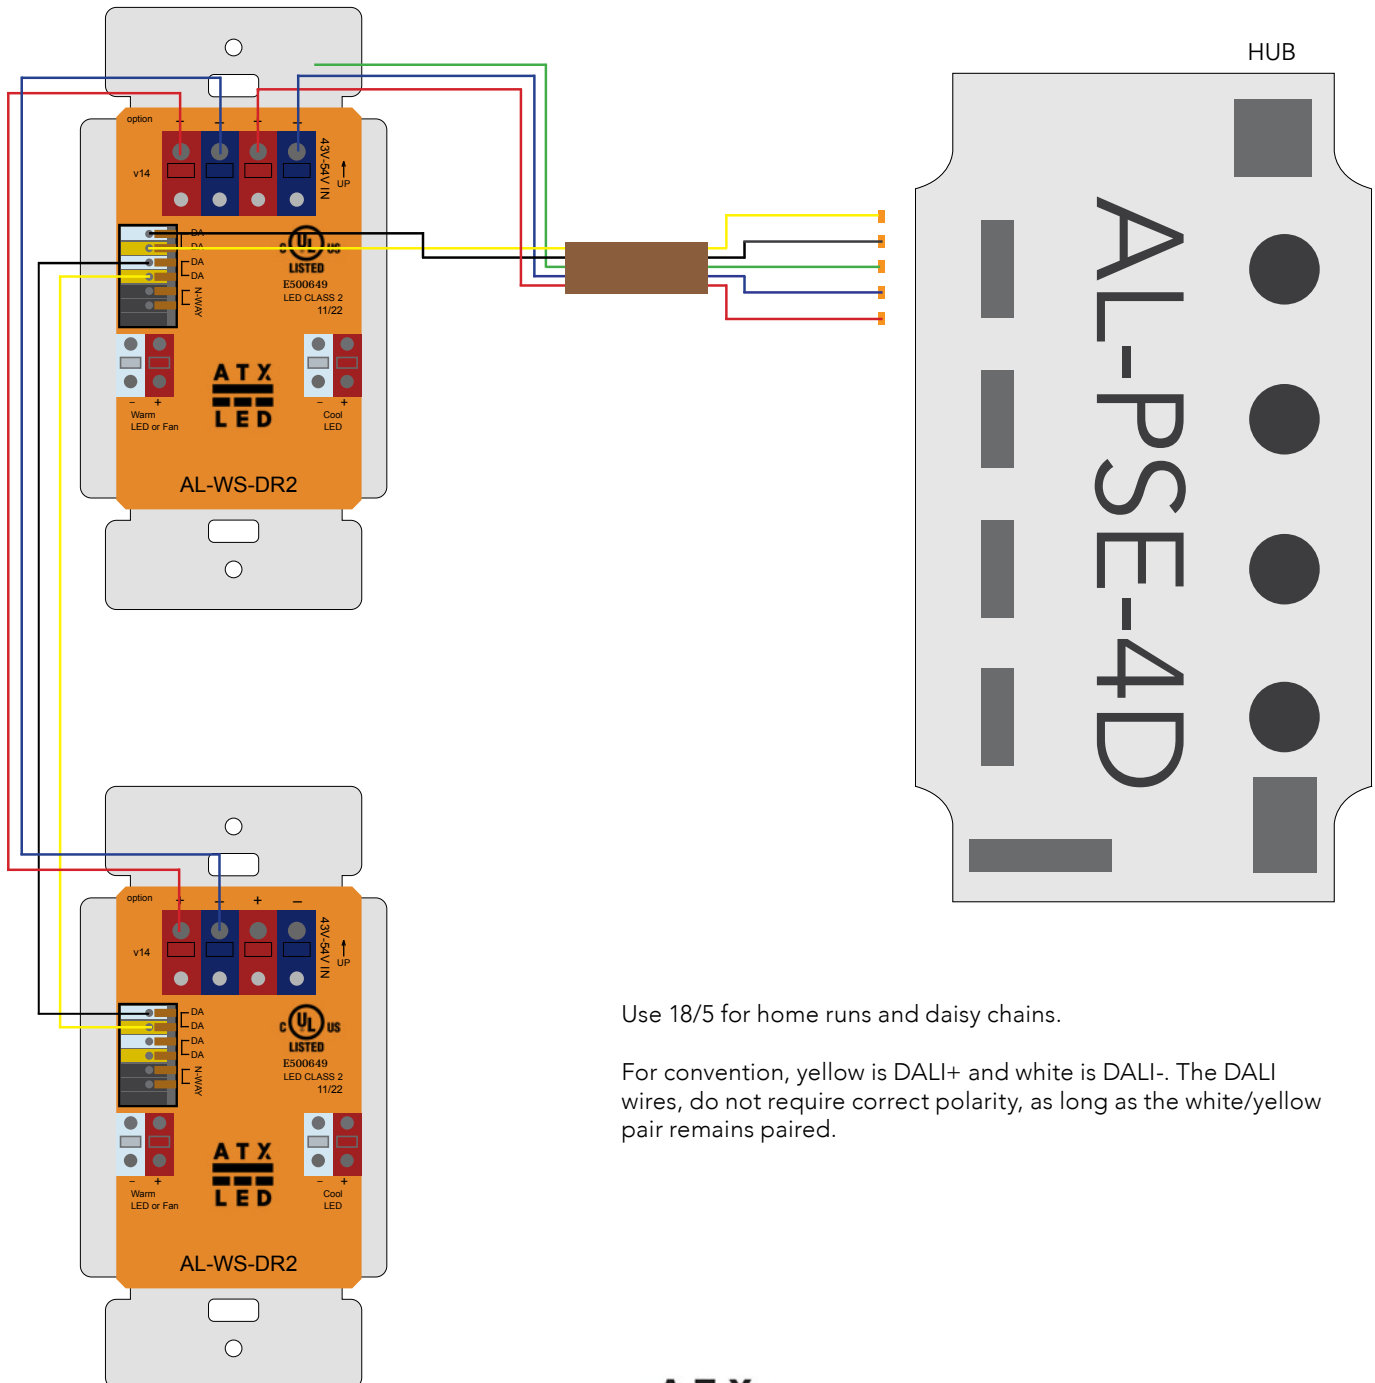 HUB
option
+ – + –
43V-54V IN
v14
UP
DA
DA
DA
DA
N-WAY
C UL US
LISTED
E500649
LED CLASS 2
11/22
– +
Warm
LED or Fan
ATX
LED
– +
Cool
LED
AL-WS-DR2
AL-PSE-4D
option
+ – + –
43V-54V IN
v14
UP
DA
DA
DA
DA
N-WAY
C UL US
LISTED
E500649
LED CLASS 2
11/22
– +
Warm
LED or Fan
ATX
LED
– +
Cool
LED
AL-WS-DR2
Use 18/5 for home runs and daisy chains.
For convention, yellow is DALI+ and white is DALI-. The DALI
wires, do not require correct polarity, as long as the white/yellow
pair remains paired.